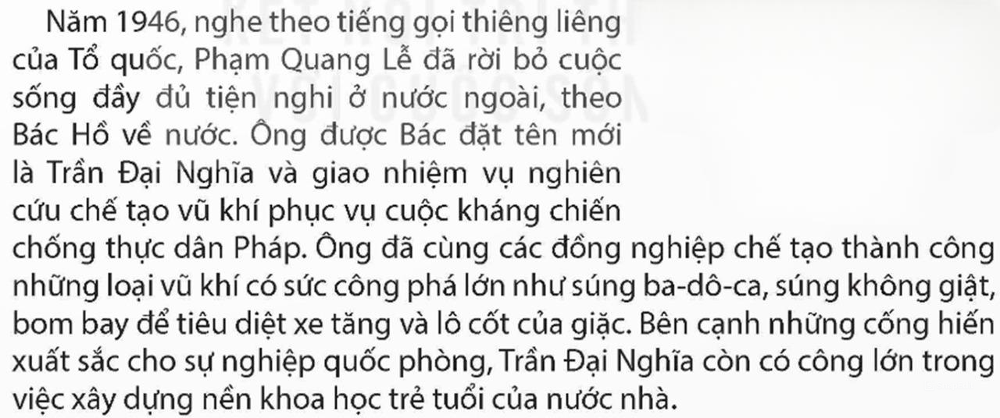 Năm 1946, nghe theo tiếng gọi thiêng liêng
của Tổ quốc, Phạm Quang Lễ đã rời bỏ cuộc
sống đầy đủ tiện nghi ở nước ngoài, theo
Bác Hồ về nước. Ông được Bác đặt tên mới
là Trần Đại Nghĩa và giao nhiệm vụ nghiên
cứu chế tạo vũ khí phục vụ cuộc kháng chiến
chống thực dân Pháp. Ông đã cùng các đồng nghiệp chế tạo thành công
những loại vũ khí có sức công phá lớn như súng ba-dô-ca, súng không giật,
bom bay để tiêu diệt xe tăng và lô cốt của giặc. Bên cạnh những cống hiến
xuất sắc cho sự nghiệp quốc phòng, Trần Đại Nghĩa còn có công lớn trong
việc xây dựng nền khoa học trẻ tuổi của nước nhà.